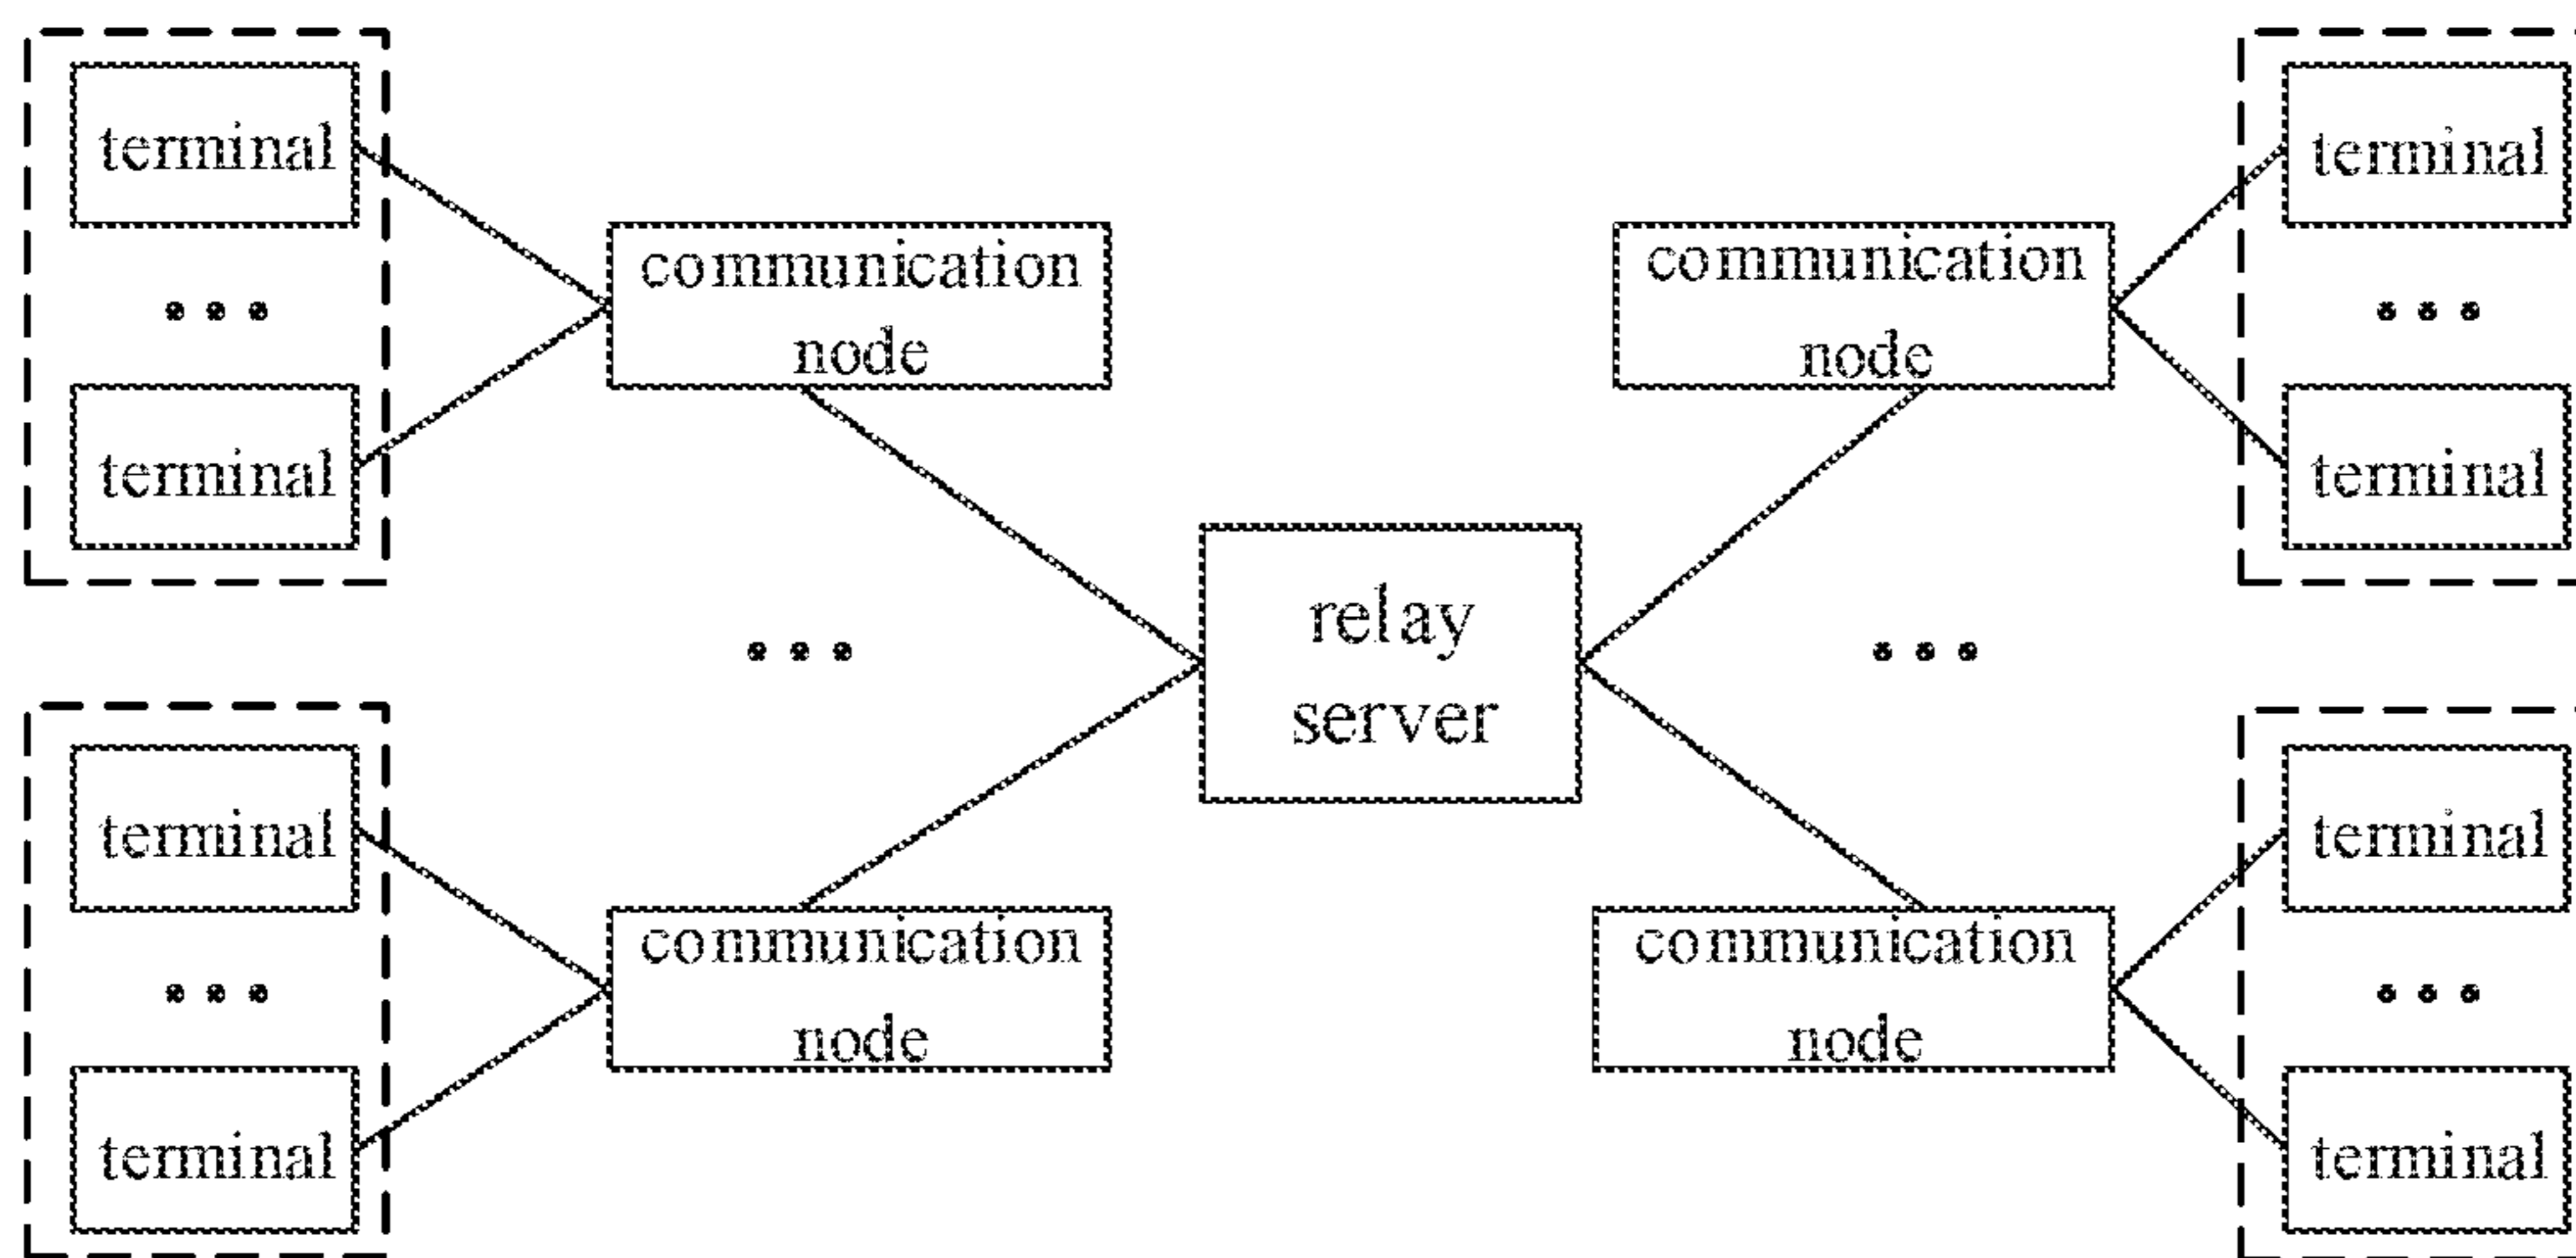 terminal
terminal
communication
node
communication
node
...
...
terminal
terminal
relay
server
...
...
terminal
terminal
communication
node
communication
node
...
...
terminal
terminal